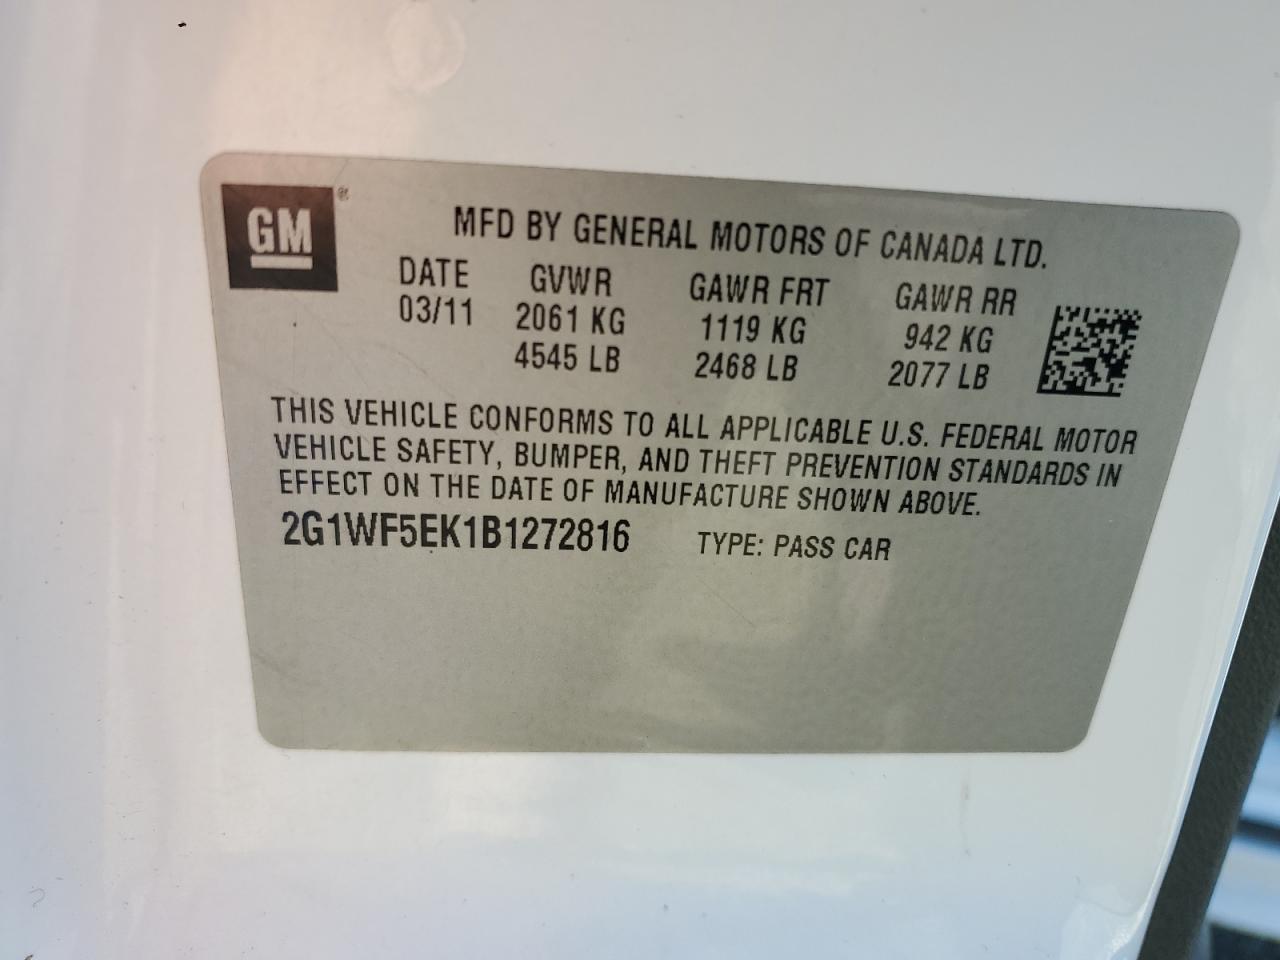 GM®
MFD BY GENERAL MOTORS OF CANADA LTD.
DATE GVWR GAWR FRT GAWR RR
03/11 2061 KG 1119 KG 942 KG
4545 LB 2468 LB 2077 LB
THIS VEHICLE CONFORMS TO ALL APPLICABLE U.S. FEDERAL MOTOR
VEHICLE SAFETY, BUMPER, AND THEFT PREVENTION STANDARDS IN
EFFECT ON THE DATE OF MANUFACTURE SHOWN ABOVE.
2G1WF5EK1B1272816 TYPE: PASS CAR